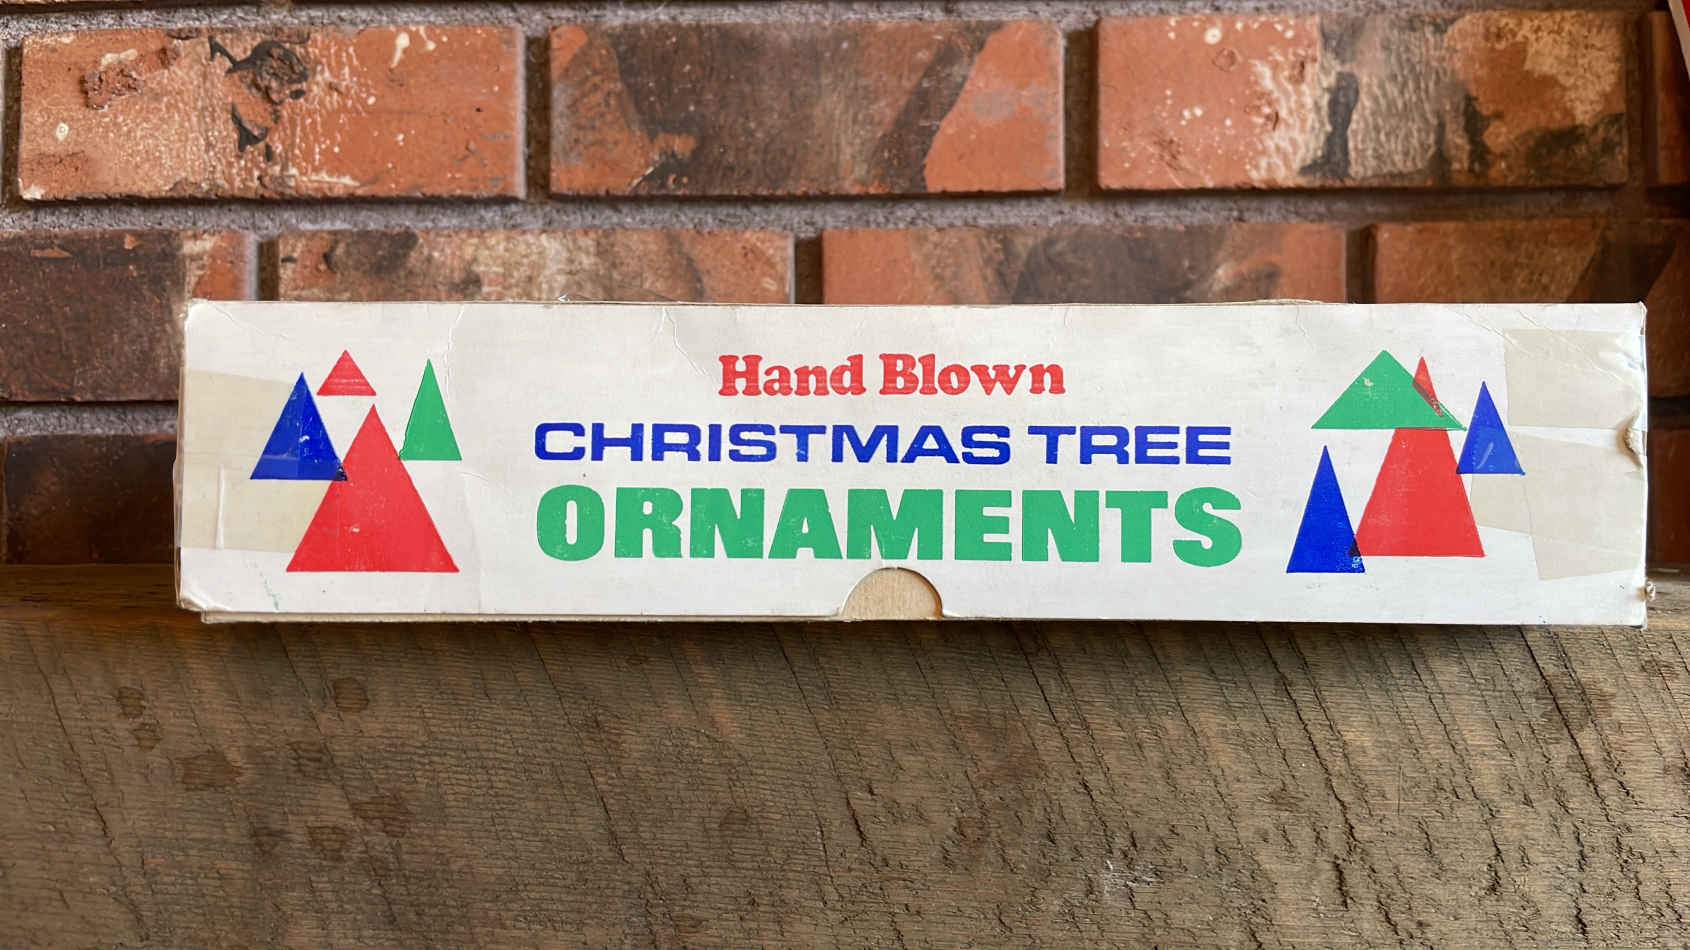 Hand Blown
CHRISTMAS TREE
ORNAMENTS